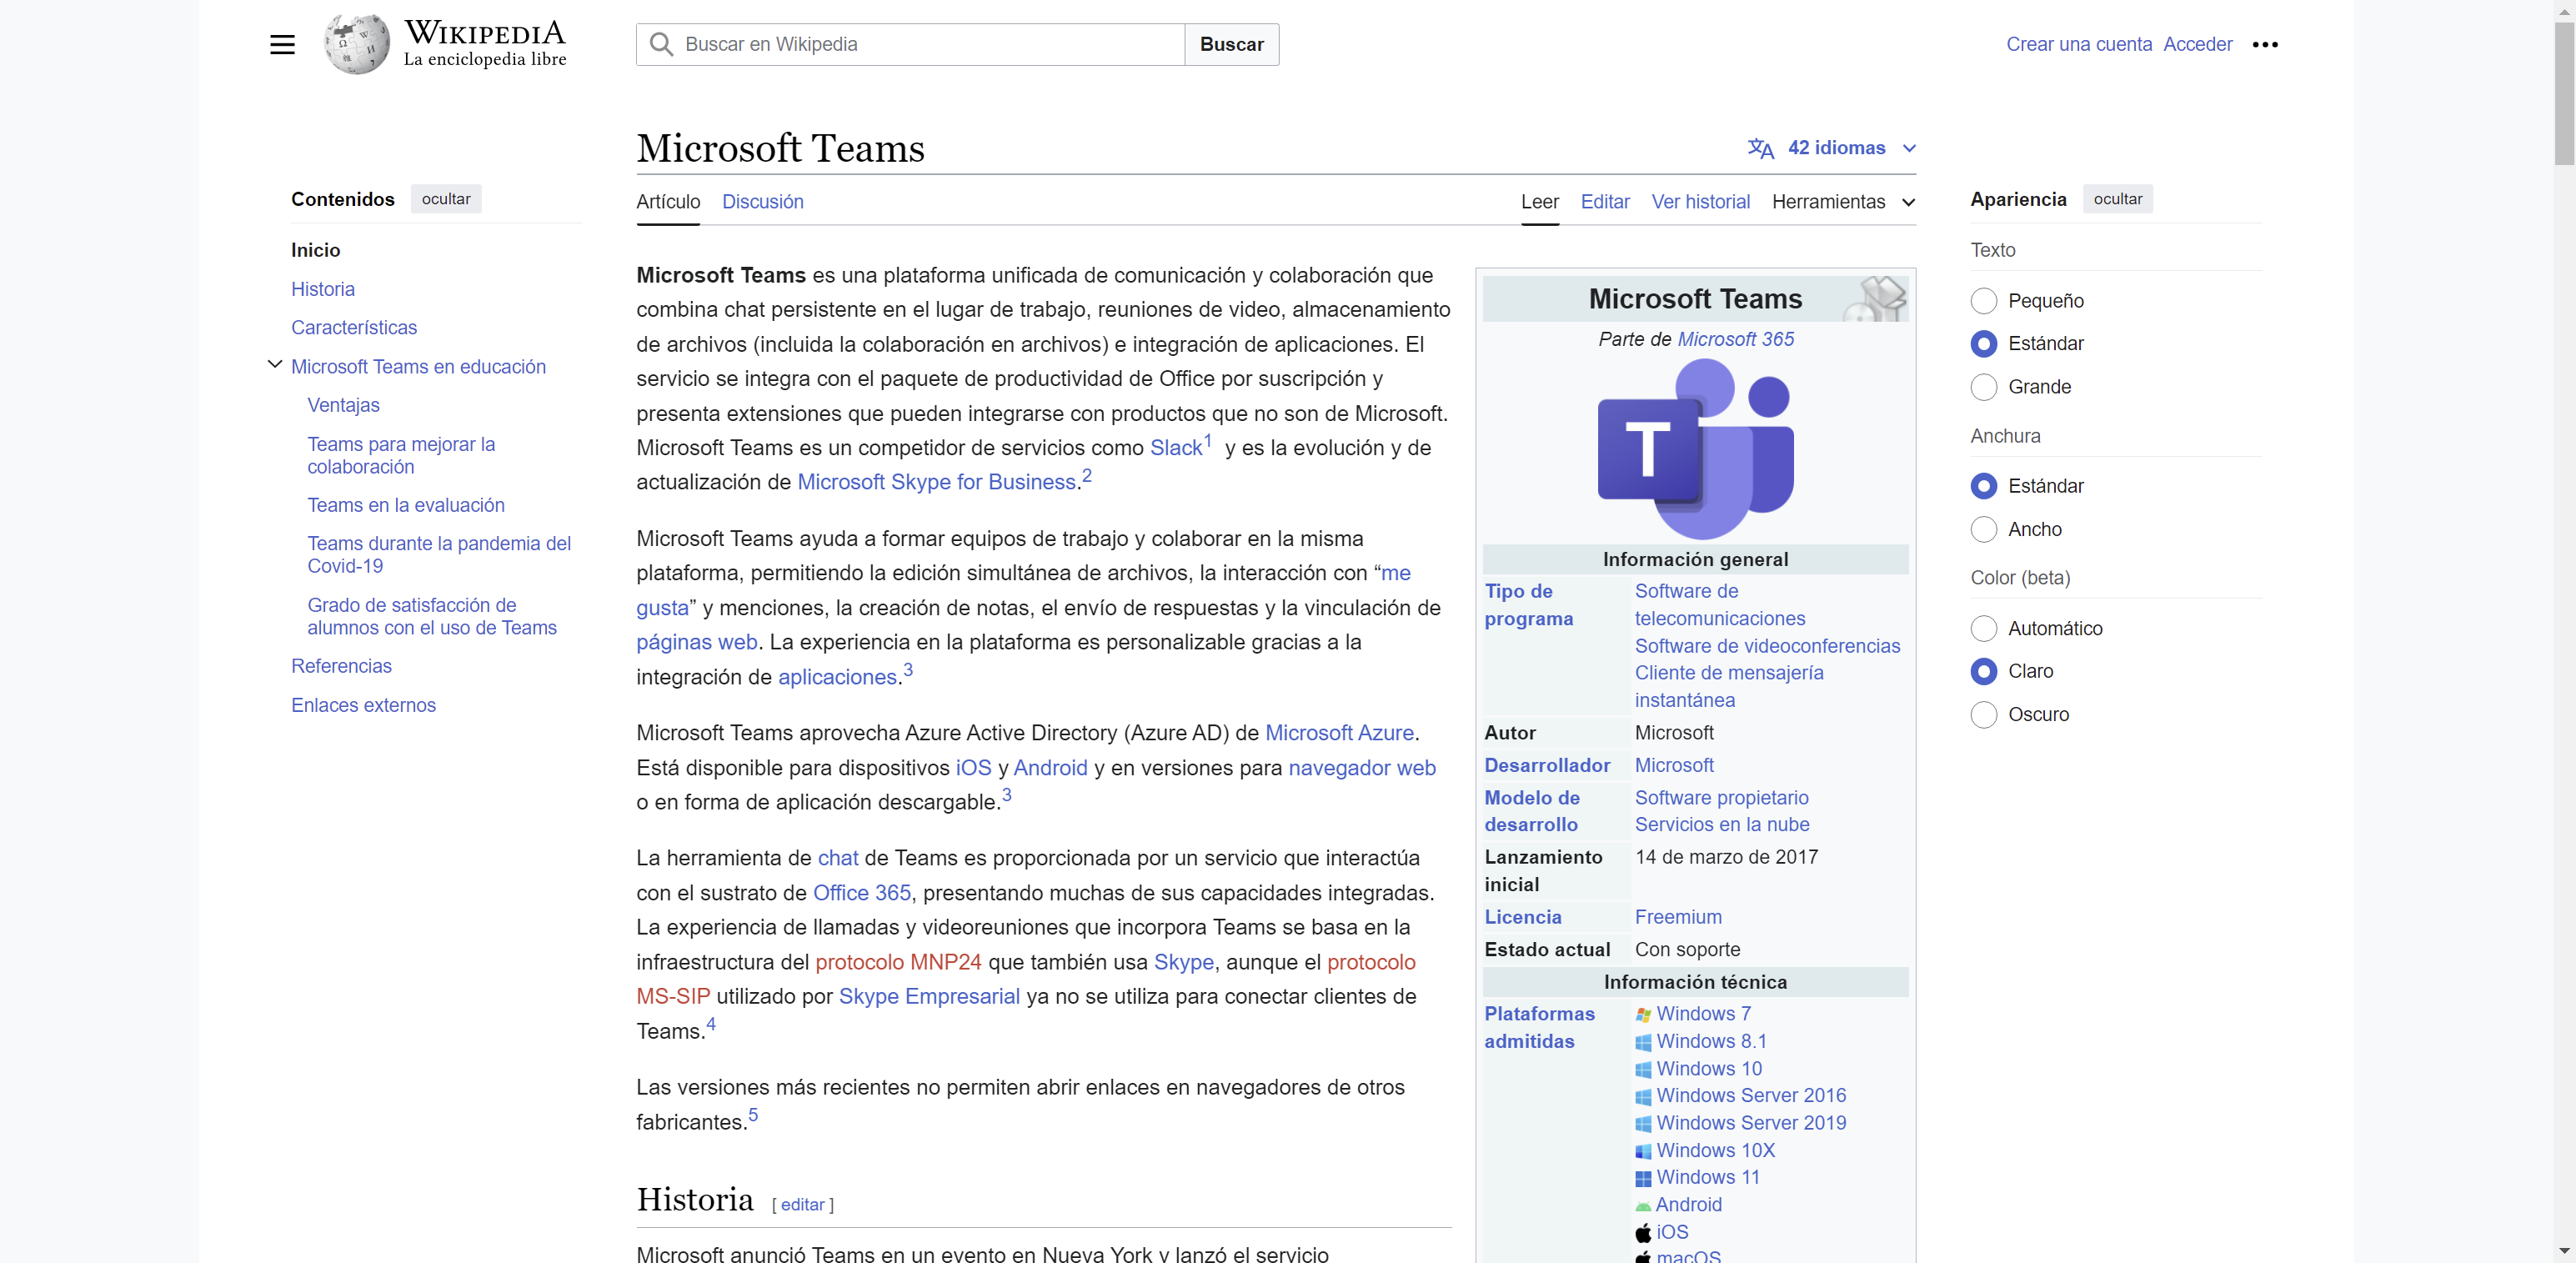 WIKIPEDIA
La enciclopedia libre
Buscar en Wikipedia
Buscar
Crear una cuenta
Acceder
Microsoft Teams
42 idiomas
Artículo
Discusión
Leer
Editar
Ver historial
Herramientas
Contenidos
ocultar
Inicio
Historia
Características
Microsoft Teams en educación
Ventajas
Teams para mejorar la
colaboración
Teams en la evaluación
Teams durante la pandemia del
Covid-19
Grado de satisfacción de
alumnos con el uso de Teams
Referencias
Enlaces externos
Microsoft Teams es una plataforma unificada de comunicación y colaboración que
combina chat persistente en el lugar de trabajo, reuniones de video, almacenamiento
de archivos (incluida la colaboración en archivos) e integración de aplicaciones. El
servicio se integra con el paquete de productividad de Office por suscripción y
presenta extensiones que pueden integrarse con productos que no son de Microsoft.
Microsoft Teams es un competidor de servicios como Slack1 y es la evolución y de
actualización de Microsoft Skype for Business.2
Microsoft Teams ayuda a formar equipos de trabajo y colaborar en la misma
plataforma, permitiendo la edición simultánea de archivos, la interacción con “me
gusta” y menciones, la creación de notas, el envío de respuestas y la vinculación de
páginas web. La experiencia en la plataforma es personalizable gracias a la
integración de aplicaciones.3
Microsoft Teams aprovecha Azure Active Directory (Azure AD) de Microsoft Azure.
Está disponible para dispositivos iOS y Android y en versiones para navegador web
o en forma de aplicación descargable.3
La herramienta de chat de Teams es proporcionada por un servicio que interactúa
con el sustrato de Office 365, presentando muchas de sus capacidades integradas.
La experiencia de llamadas y videoreuniones que incorpora Teams se basa en la
infraestructura del protocolo MNP24 que también usa Skype, aunque el protocolo
MS-SIP utilizado por Skype Empresarial ya no se utiliza para conectar clientes de
Teams.4
Las versiones más recientes no permiten abrir enlaces en navegadores de otros
fabricantes.5
Historia [ editar ]
Microsoft anunció Teams en un evento en Nueva York y lanzó el servicio
Microsoft Teams
Parte de Microsoft 365
T
Información general
Tipo de
programa
Software de
telecomunicaciones
Software de videoconferencias
Cliente de mensajería
instantánea
Autor
Microsoft
Desarrollador
Microsoft
Modelo de
desarrollo
Software propietario
Servicios en la nube
Lanzamiento
inicial
14 de marzo de 2017
Licencia
Freemium
Estado actual
Con soporte
Información técnica
Plataformas
admitidas
Windows 7
Windows 8.1
Windows 10
Windows Server 2016
Windows Server 2019
Windows 10X
Windows 11
Android
iOS
macOS
Apariencia
ocultar
Texto
Pequeño
Estándar
Grande
Anchura
Estándar
Ancho
Color (beta)
Automático
Claro
Oscuro